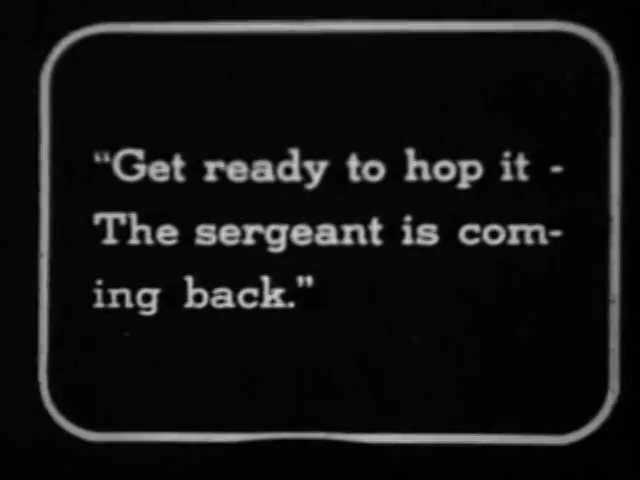 “Get ready to hop it -
The sergeant is com-
ing back.”